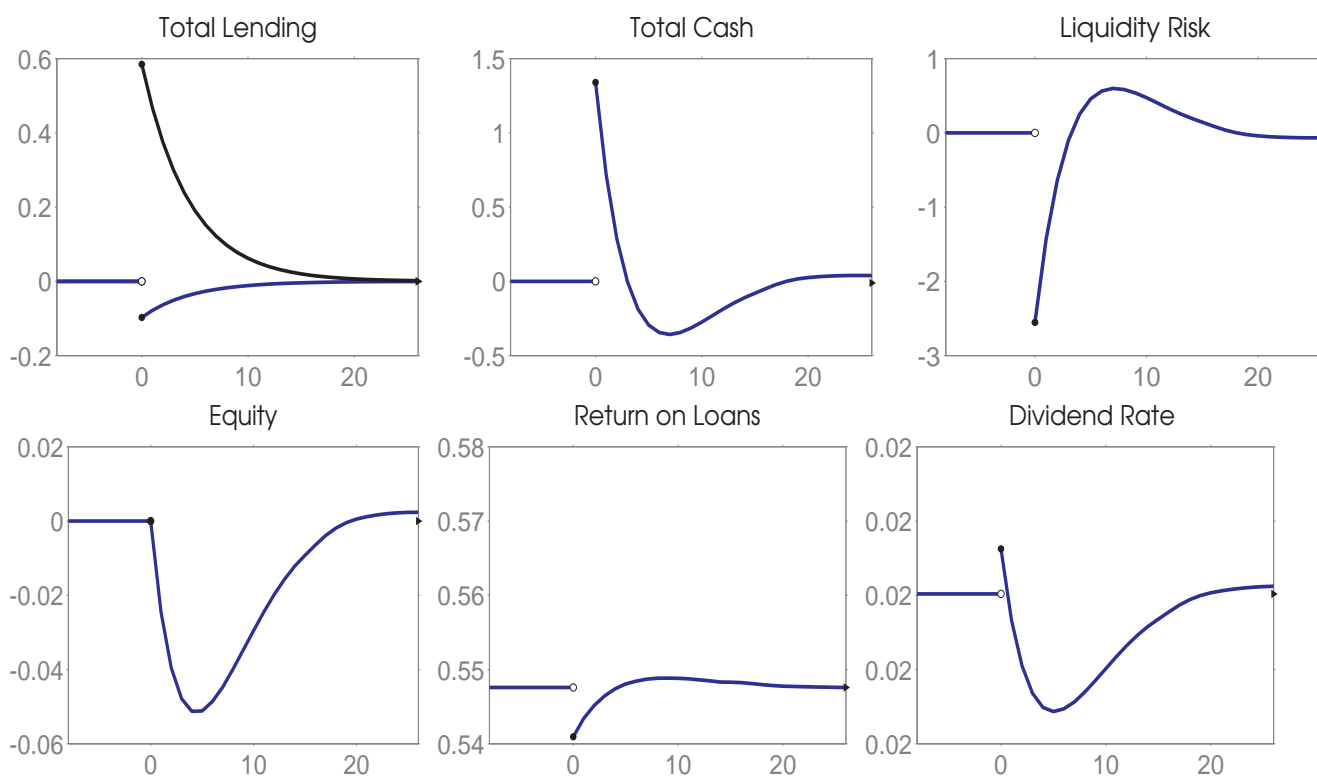 Total Lending Total Cash Liquidity Risk
0.6 1.5 1
0.4 1 0
0.2 0.5 -1
0 0 -2
-0.2 -0.5 -3
0 10 20 0 10 20 0 10 20
Equity Return on Loans Dividend Rate
0.02 0.58 0.02
0 0.57 0.02
-0.02 0.56 0.02
-0.04 0.55 0.02
-0.06 0.54 0.02
0 10 20 0 10 20 0 10 20